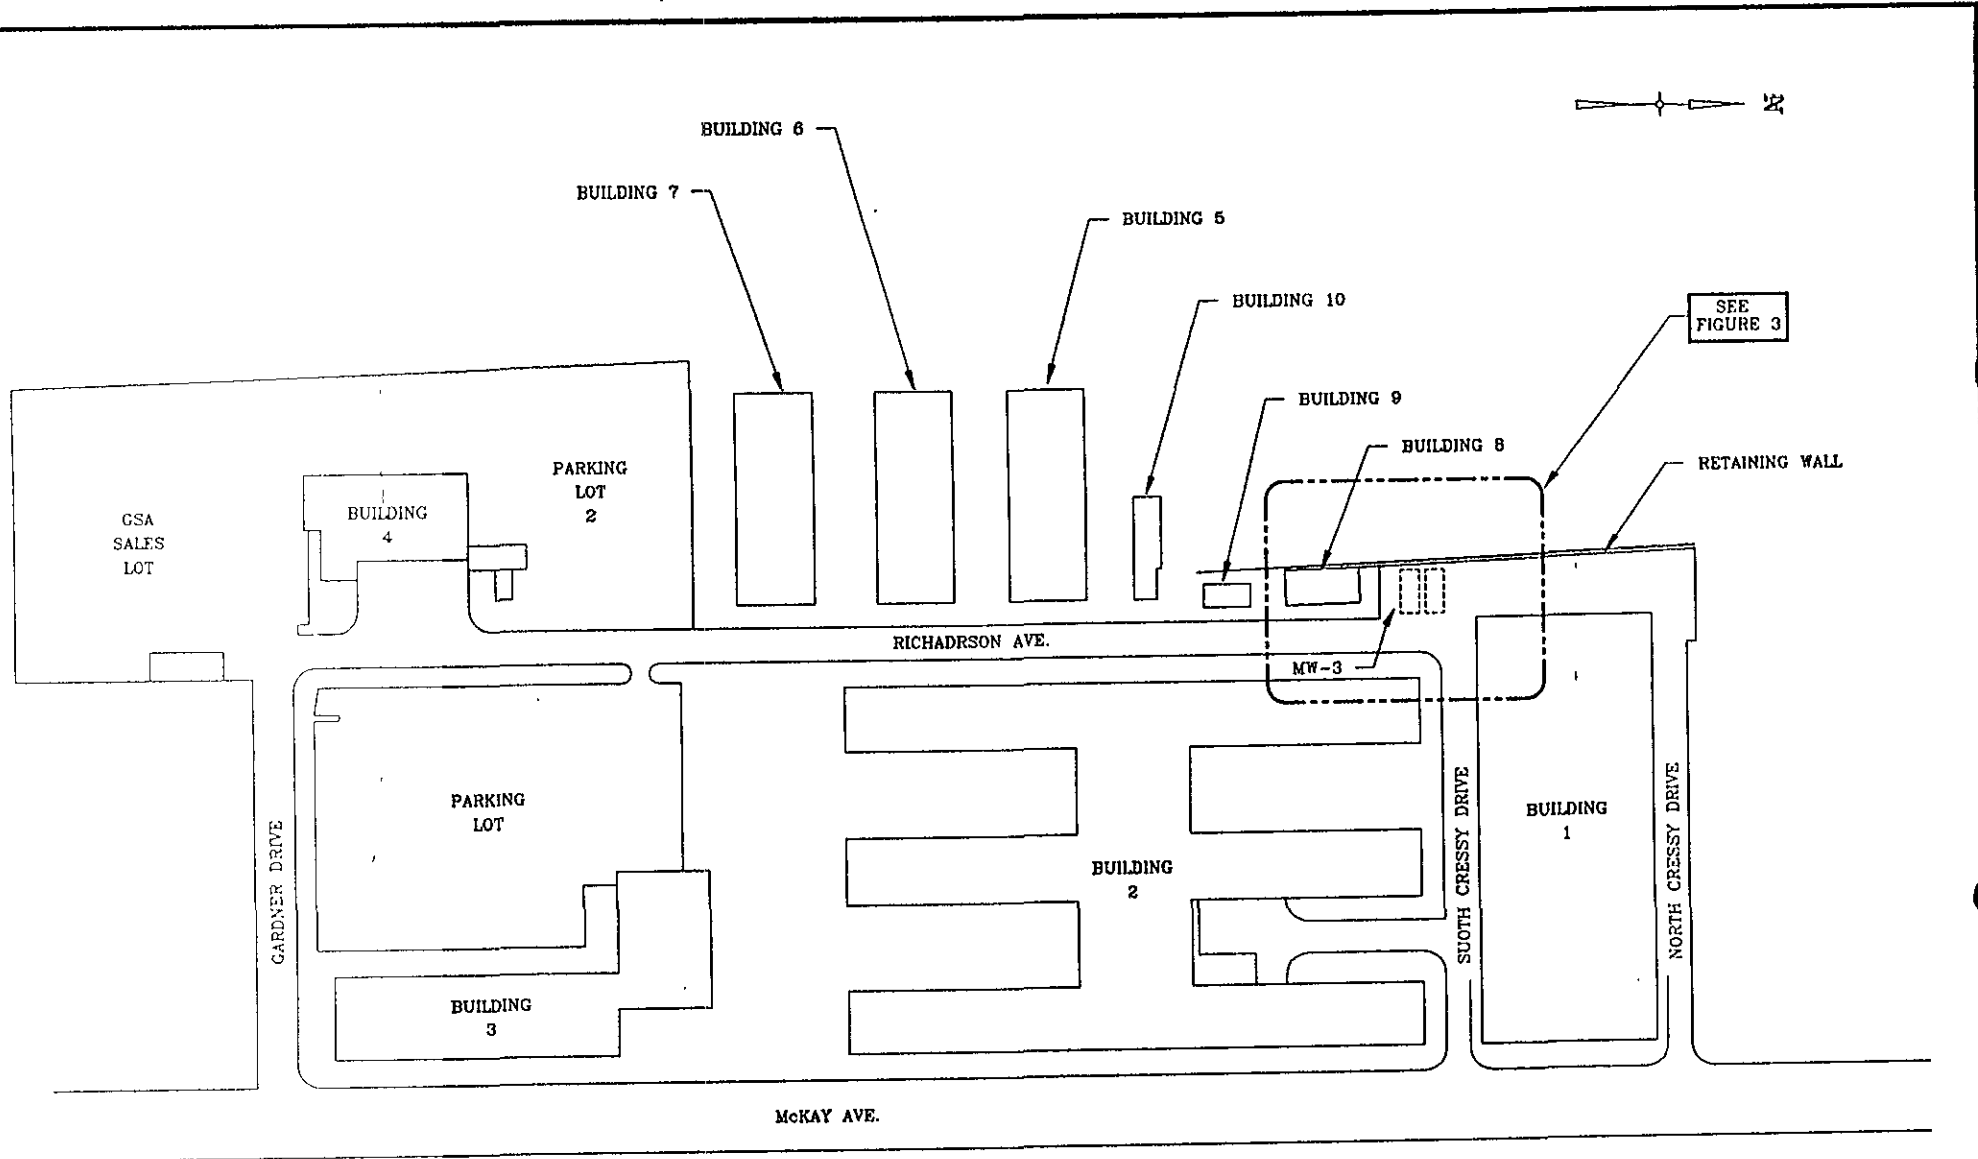 N
BUILDING 6
BUILDING 7
BUILDING 5
BUILDING 10
SEE
FIGURE 3
BUILDING 9
BUILDING 8
RETAINING WALL
PARKING
LOT
2
BUILDING
4
GSA
SALES
LOT
RICHADRSON AVE.
MW-3
PARKING
LOT
BUILDING
2
BUILDING
1
GARDNER DRIVE
SUOTH CRESSY DRIVE
NORTH CRESSY DRIVE
BUILDING
3
McKAY AVE.